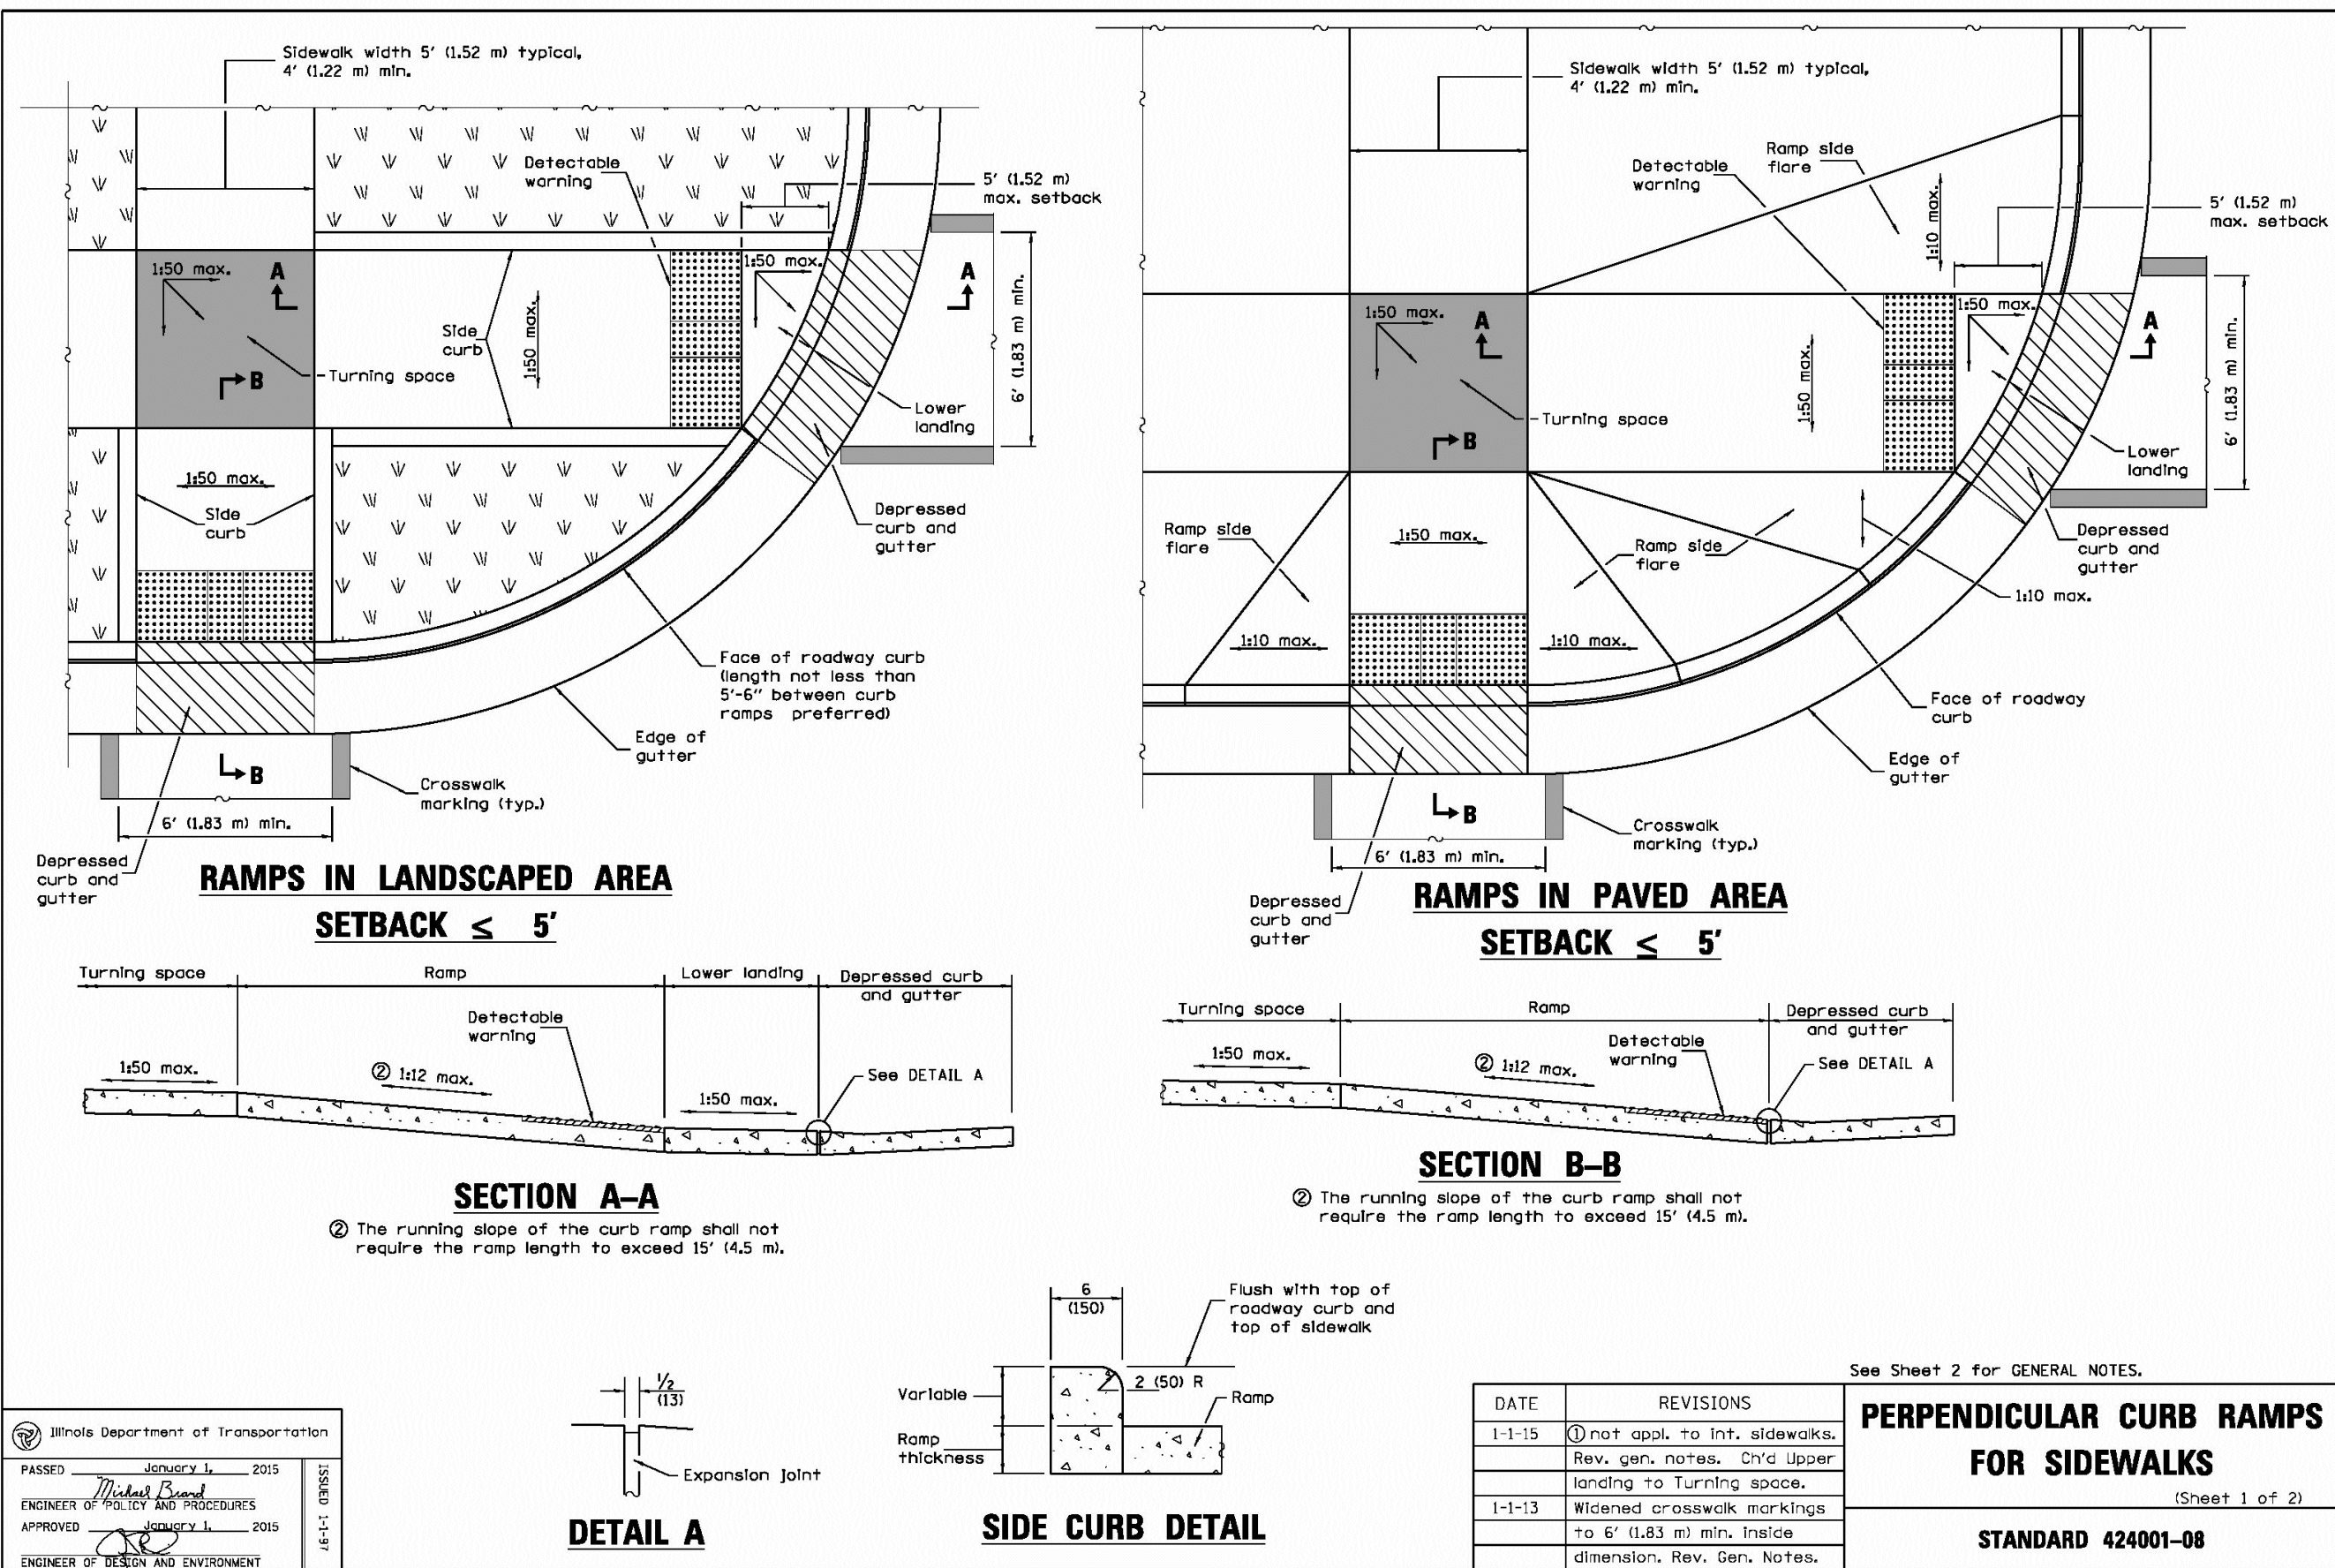 Sidewalk width 5' (1.52 m) typical,
4' (1.22 m) min.
Detectable
warning
5' (1.52 m)
max. setback
1:50 max.
A
1:50 max.
A
Side
curb
1:50 max.
6' (1.83 m) min.
B
Turning space
Lower
landing
1:50 max.
Side
curb
Depressed
curb and
gutter
Face of roadway curb
(length not less than
5'-6" between curb
ramps preferred)
Edge of
gutter
B
Crosswalk
marking (typ.)
6' (1.83 m) min.
Depressed
curb and
gutter
RAMPS IN LANDSCAPED AREA
SETBACK ≤ 5'
Sidewalk width 5' (1.52 m) typical,
4' (1.22 m) min.
Ramp side
flare
Detectable
warning
1:10 max.
5' (1.52 m)
max. setback
1:50 max.
A
1:50 max.
A
1:50 max.
6' (1.83 m) min.
Turning space
B
Lower
landing
Ramp side
flare
1:50 max.
Ramp side
flare
Depressed
curb and
gutter
1:10 max.
1:10 max.
1:10 max.
Face of roadway
curb
Edge of
gutter
B
Crosswalk
marking (typ.)
6' (1.83 m) min.
Depressed
curb and
gutter
RAMPS IN PAVED AREA
SETBACK ≤ 5'
Turning space
Ramp
Lower landing
Depressed curb
and gutter
Detectable
warning
1:50 max.
② 1:12 max.
1:50 max.
See DETAIL A
SECTION A–A
② The running slope of the curb ramp shall not
require the ramp length to exceed 15' (4.5 m).
Turning space
Ramp
Depressed curb
and gutter
Detectable
warning
1:50 max.
② 1:12 max.
See DETAIL A
SECTION B–B
② The running slope of the curb ramp shall not
require the ramp length to exceed 15' (4.5 m).
1/2
(13)
Expansion joint
DETAIL A
6
(150)
Flush with top of
roadway curb and
top of sidewalk
Variable
2 (50) R
Ramp
Ramp
thickness
SIDE CURB DETAIL
Illinois Department of Transportation
PASSED January 1, 2015
Michael Brand
ENGINEER OF POLICY AND PROCEDURES
APPROVED January 1, 2015
ENGINEER OF DESIGN AND ENVIRONMENT
ISSUED 1-1-97
See Sheet 2 for GENERAL NOTES.
DATE REVISIONS
1-1-15 ① not appl. to int. sidewalks.
Rev. gen. notes. Ch'd Upper
landing to Turning space.
1-1-13 Widened crosswalk markings
to 6' (1.83 m) min. inside
dimension. Rev. Gen. Notes.
PERPENDICULAR CURB RAMPS
FOR SIDEWALKS
(Sheet 1 of 2)
STANDARD 424001–08